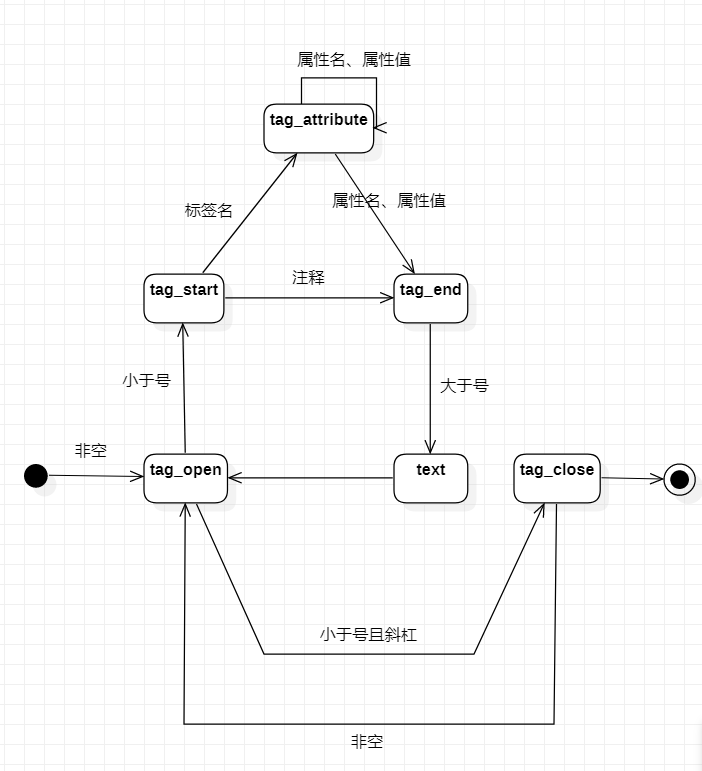 属性名、属性值
tag_attribute
属性名、属性值
标签名
注释
tag_start
tag_end
小于号
大于号
非空
tag_open
text
tag_close
小于号且斜杠
非空